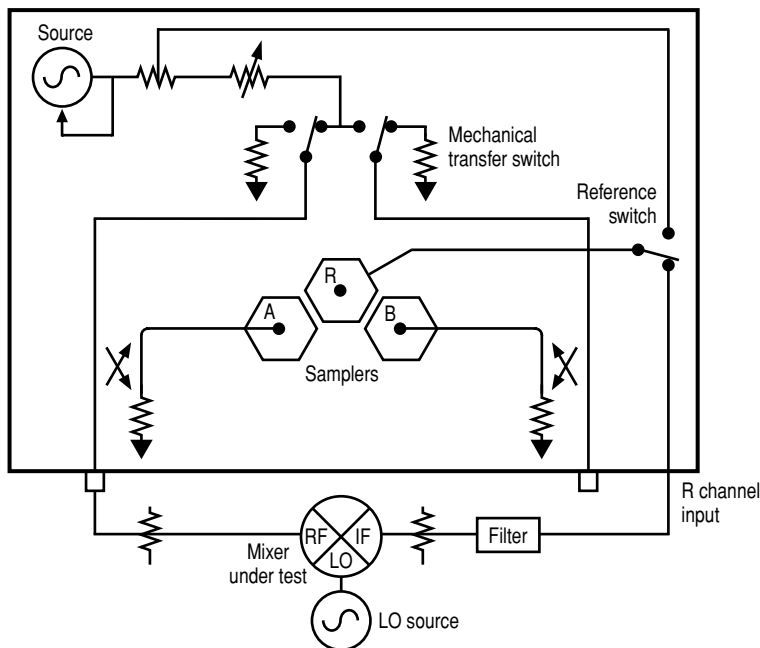 Source
Mechanical
transfer switch
Reference
switch
R
A
B
Samplers
R channel
input
RF
IF
LO
Filter
Mixer
under test
LO source